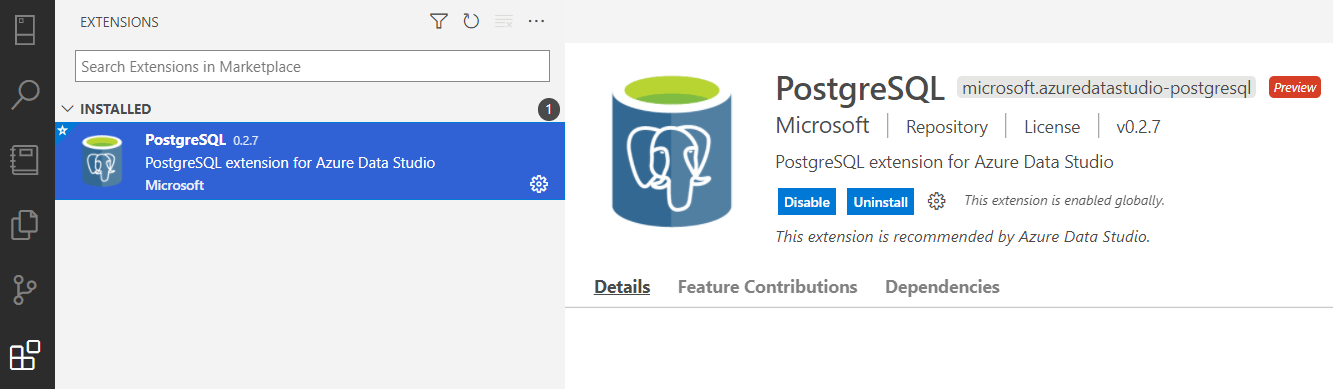 EXTENSIONS
Search Extensions in Marketplace
INSTALLED 1
PostgreSQL 0.2.7
PostgreSQL extension for Azure Data Studio
Microsoft
PostgreSQL microsoft.azuredatastudio-postgresql Preview
Microsoft Repository License v0.2.7
PostgreSQL extension for Azure Data Studio
Disable Uninstall This extension is enabled globally.
This extension is recommended by Azure Data Studio.
Details Feature Contributions Dependencies